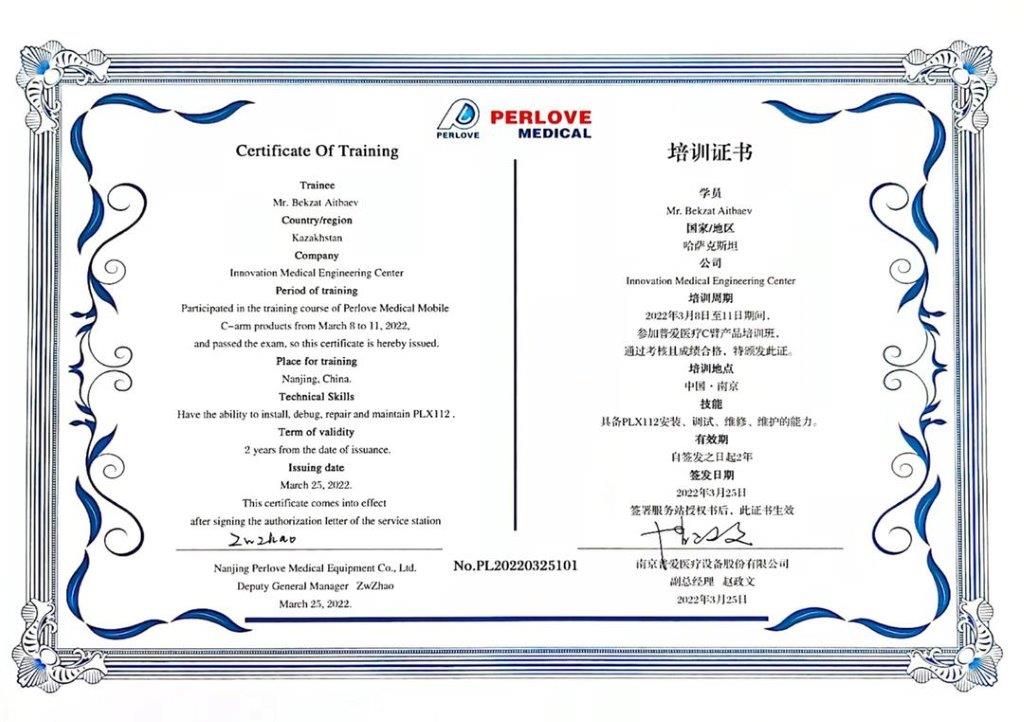 PERLOVE
PERLOVE
MEDICAL
Certificate Of Training
Trainee
Mr. Bekzat Aitbaev
Country/region
Kazakhstan
Company
Innovation Medical Engineering Center
Period of training
Participated in the training course of Perlove Medical Mobile
C-arm products from March 8 to 11, 2022,
and passed the exam, so this certificate is hereby issued.
Place for training
Nanjing, China.
Technical Skills
Have the ability to install, debug, repair and maintain PLX112 .
Term of validity
2 years from the date of issuance.
Issuing date
March 25, 2022.
This certificate comes into effect
after signing the authorization letter of the service station
ZwZhao
Nanjing Perlove Medical Equipment Co., Ltd.
Deputy General Manager ZwZhao
March 25, 2022.
No.PL20220325101
培训证书
学员
Mr. Bekzat Aitbaev
国家/地区
哈萨克斯坦
公司
Innovation Medical Engineering Center
培训周期
2022年3月8日至11日期间,
参加普爱医疗C臂产品培训班,
通过考核且成绩合格,特颁发此证。
培训地点
中国·南京
技能
具备PLX112安装、调试、维修、维护的能力。
有效期
自签发之日起2年
签发日期
2022年3月25日
签署服务站授权书后,此证书生效
南京普爱医疗设备股份有限公司
副总经理 赵政文
2022年3月25日